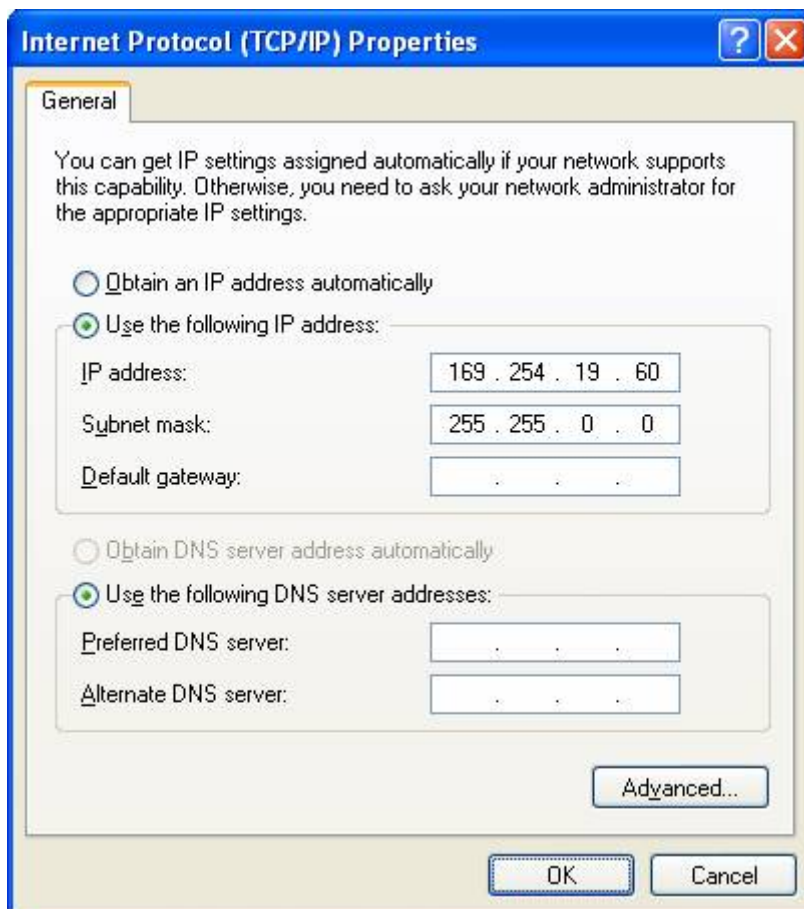 Internet Protocol (TCP/IP) Properties
General
You can get IP settings assigned automatically if your network supports
this capability. Otherwise, you need to ask your network administrator for
the appropriate IP settings.
Obtain an IP address automatically
Use the following IP address:
IP address: 169 . 254 . 19 . 60
Subnet mask: 255 . 255 . 0 . 0
Default gateway: . . .
Obtain DNS server address automatically
Use the following DNS server addresses:
Preferred DNS server: . . .
Alternate DNS server: . . .
Advanced...
OK Cancel